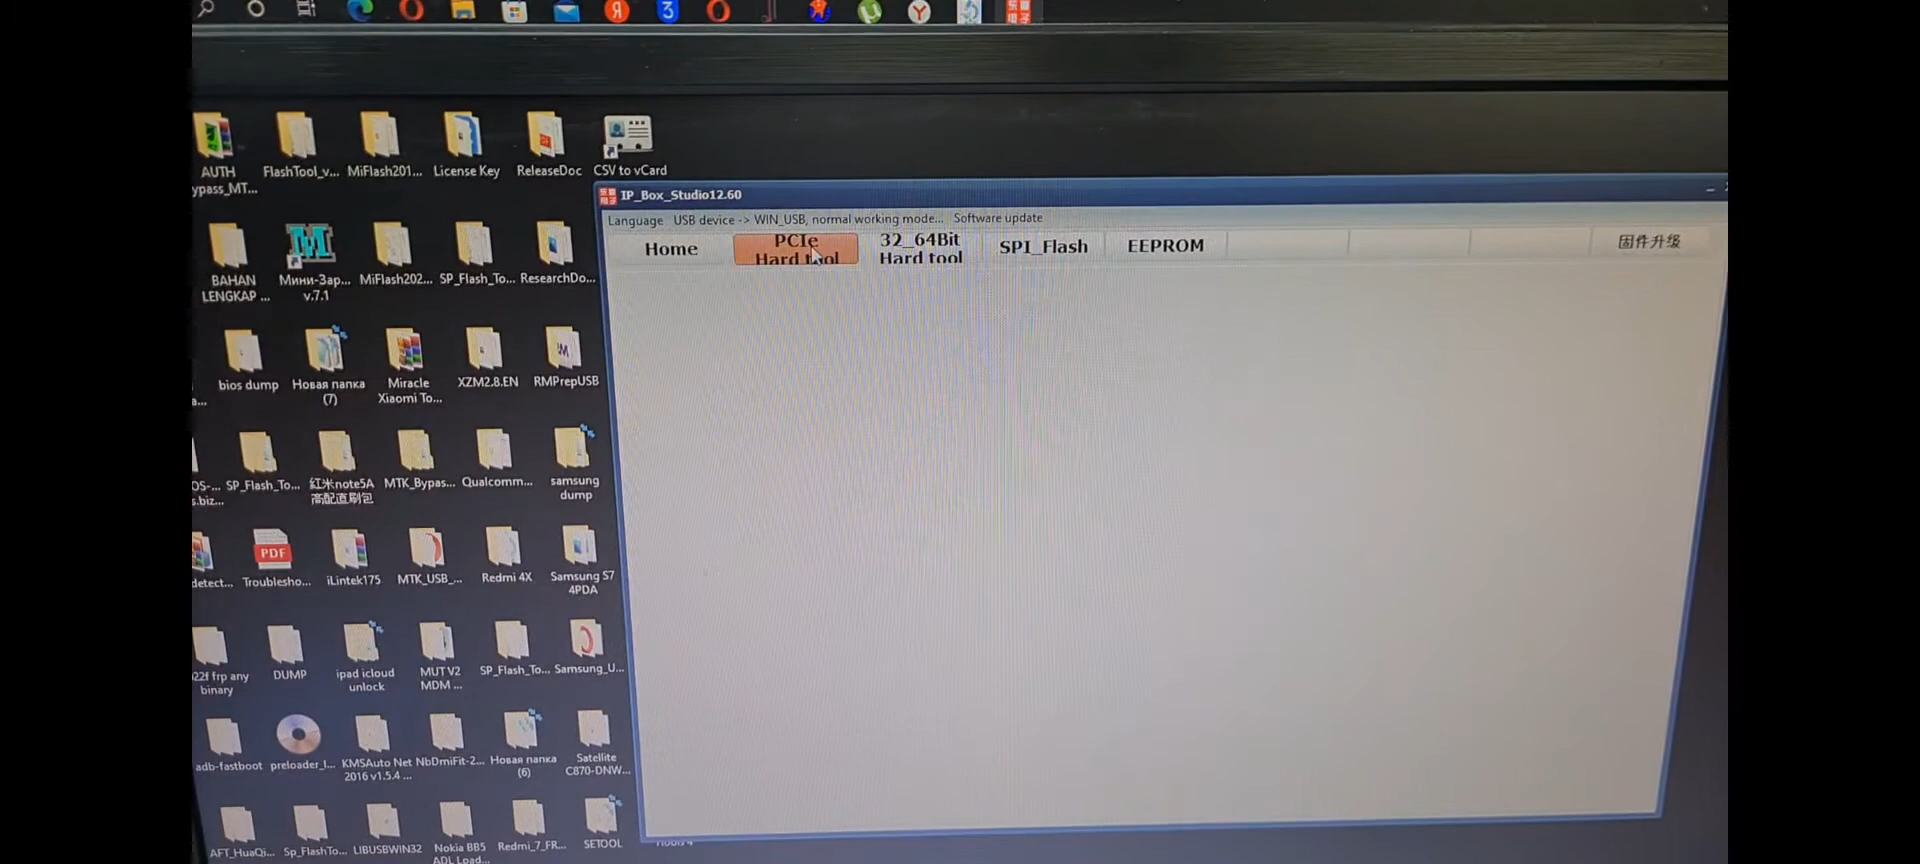 AUTH
ypass_MT...
FlashTool_v...
MiFlash201...
License Key
ReleaseDoc
CSV to vCard
IP_Box_Studio12.60
Language
USB device -> WIN_USB, normal working mode...
Software update
Home
PCIe
Hard tool
32_64Bit
Hard tool
SPI_Flash
EEPROM
固件升级
BAHAN
LENGKAP ...
Мини-Зар...
v.7.1
MiFlash202...
SP_Flash_To...
ResearchDo...
bios dump
Новая папка
(7)
Miracle
Xiaomi To...
XZM2.8.EN
RMPrepUSB
a...
OS-...
s.biz...
SP_Flash_To...
红米note5A
高配直刷包
MTK_Bypas...
Qualcomm...
samsung
dump
detect...
PDF
Troublesho...
iLintek175
MTK_USB_...
Redmi 4X
Samsung S7
4PDA
22f frp any
binary
DUMP
ipad icloud
unlock
MUT V2
MDM ...
SP_Flash_To...
Samsung_U...
adb-fastboot
preloader_l...
KMSAuto Net
2016 v1.5.4 ...
NbDmiFit-2...
Новая папка
(6)
Satellite
C870-DNW...
AFT_HuaQi...
Sp_FlashTo...
LIBUSBWIN32
Nokia BB5
ADL Load...
Redmi_7_FR...
SETOOL